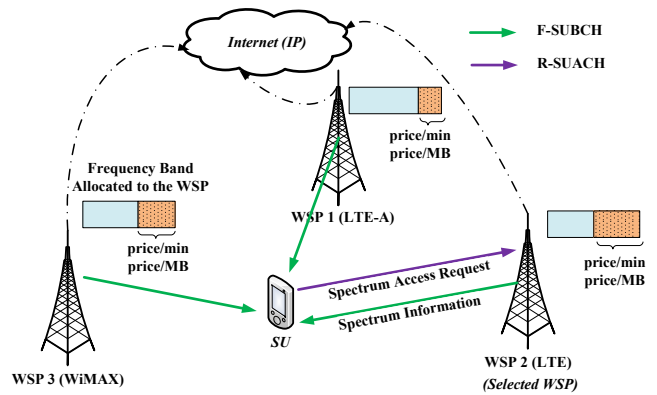 Internet (IP)
F-SUBCH
R-SUACH
price/min
price/MB
Frequency Band
Allocated to the WSP
WSP 1 (LTE-A)
price/min
price/MB
price/min
price/MB
Spectrum Access Request
Spectrum Information
SU
WSP 3 (WiMAX)
WSP 2 (LTE)
(Selected WSP)